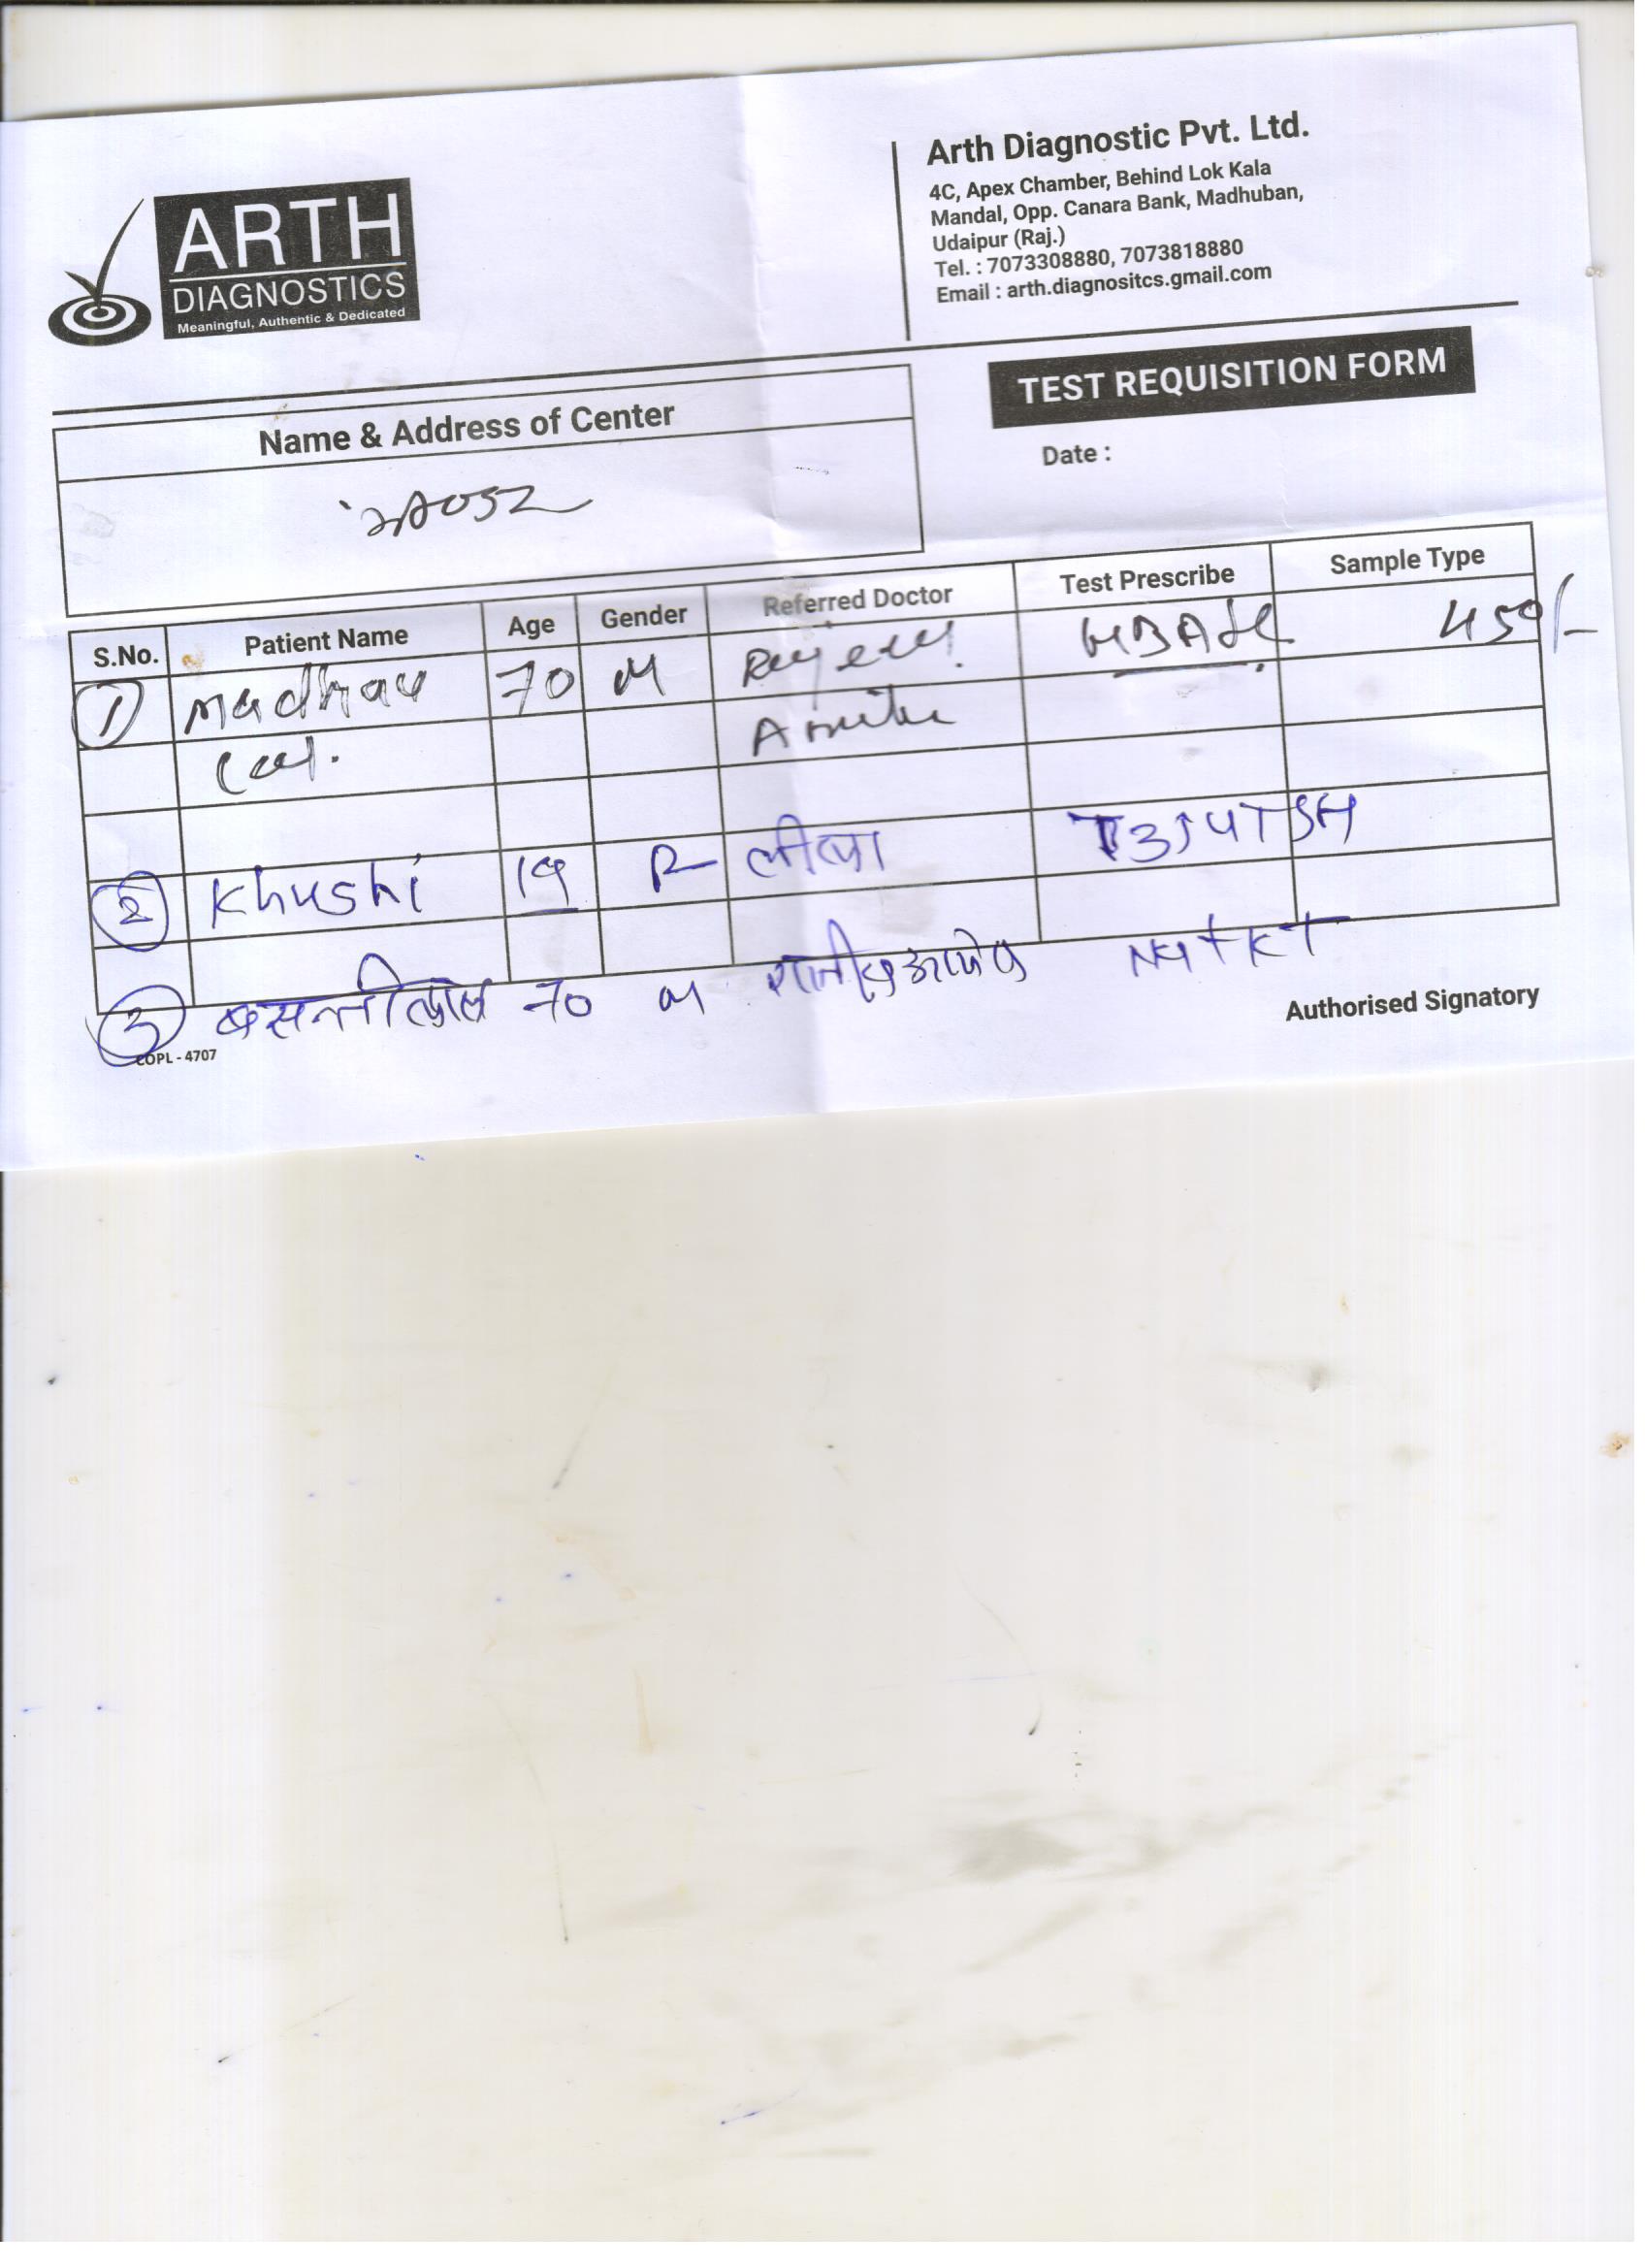 ARTH
DIAGNOSTICS
Meaningful, Authentic & Dedicated
Arth Diagnostic Pvt. Ltd.
4C, Apex Chamber, Behind Lok Kala
Mandal, Opp. Canara Bank, Madhuban,
Udaipur (Raj.)
Tel. : 7073308880, 7073818880
Email : arth.diagnositcs.gmail.com
TEST REQUISITION FORM
Name & Address of Center
Date :
S.No. Patient Name Age Gender Referred Doctor Test Prescribe Sample Type
1 Madhav 70 M 450/-
2 Khushi 19 T3J4TSH
3 70 M Na+K+
Authorised Signatory
COPL - 4707